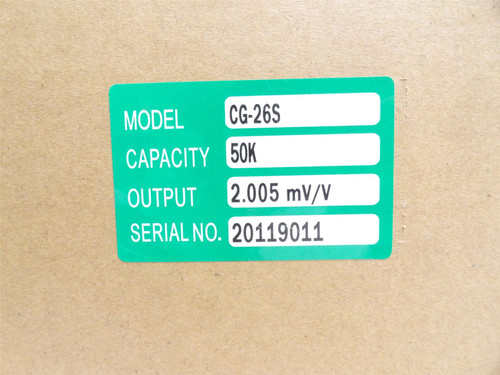 MODEL CG-26S
CAPACITY 50K
OUTPUT 2.005 mV/V
SERIAL NO. 20119011